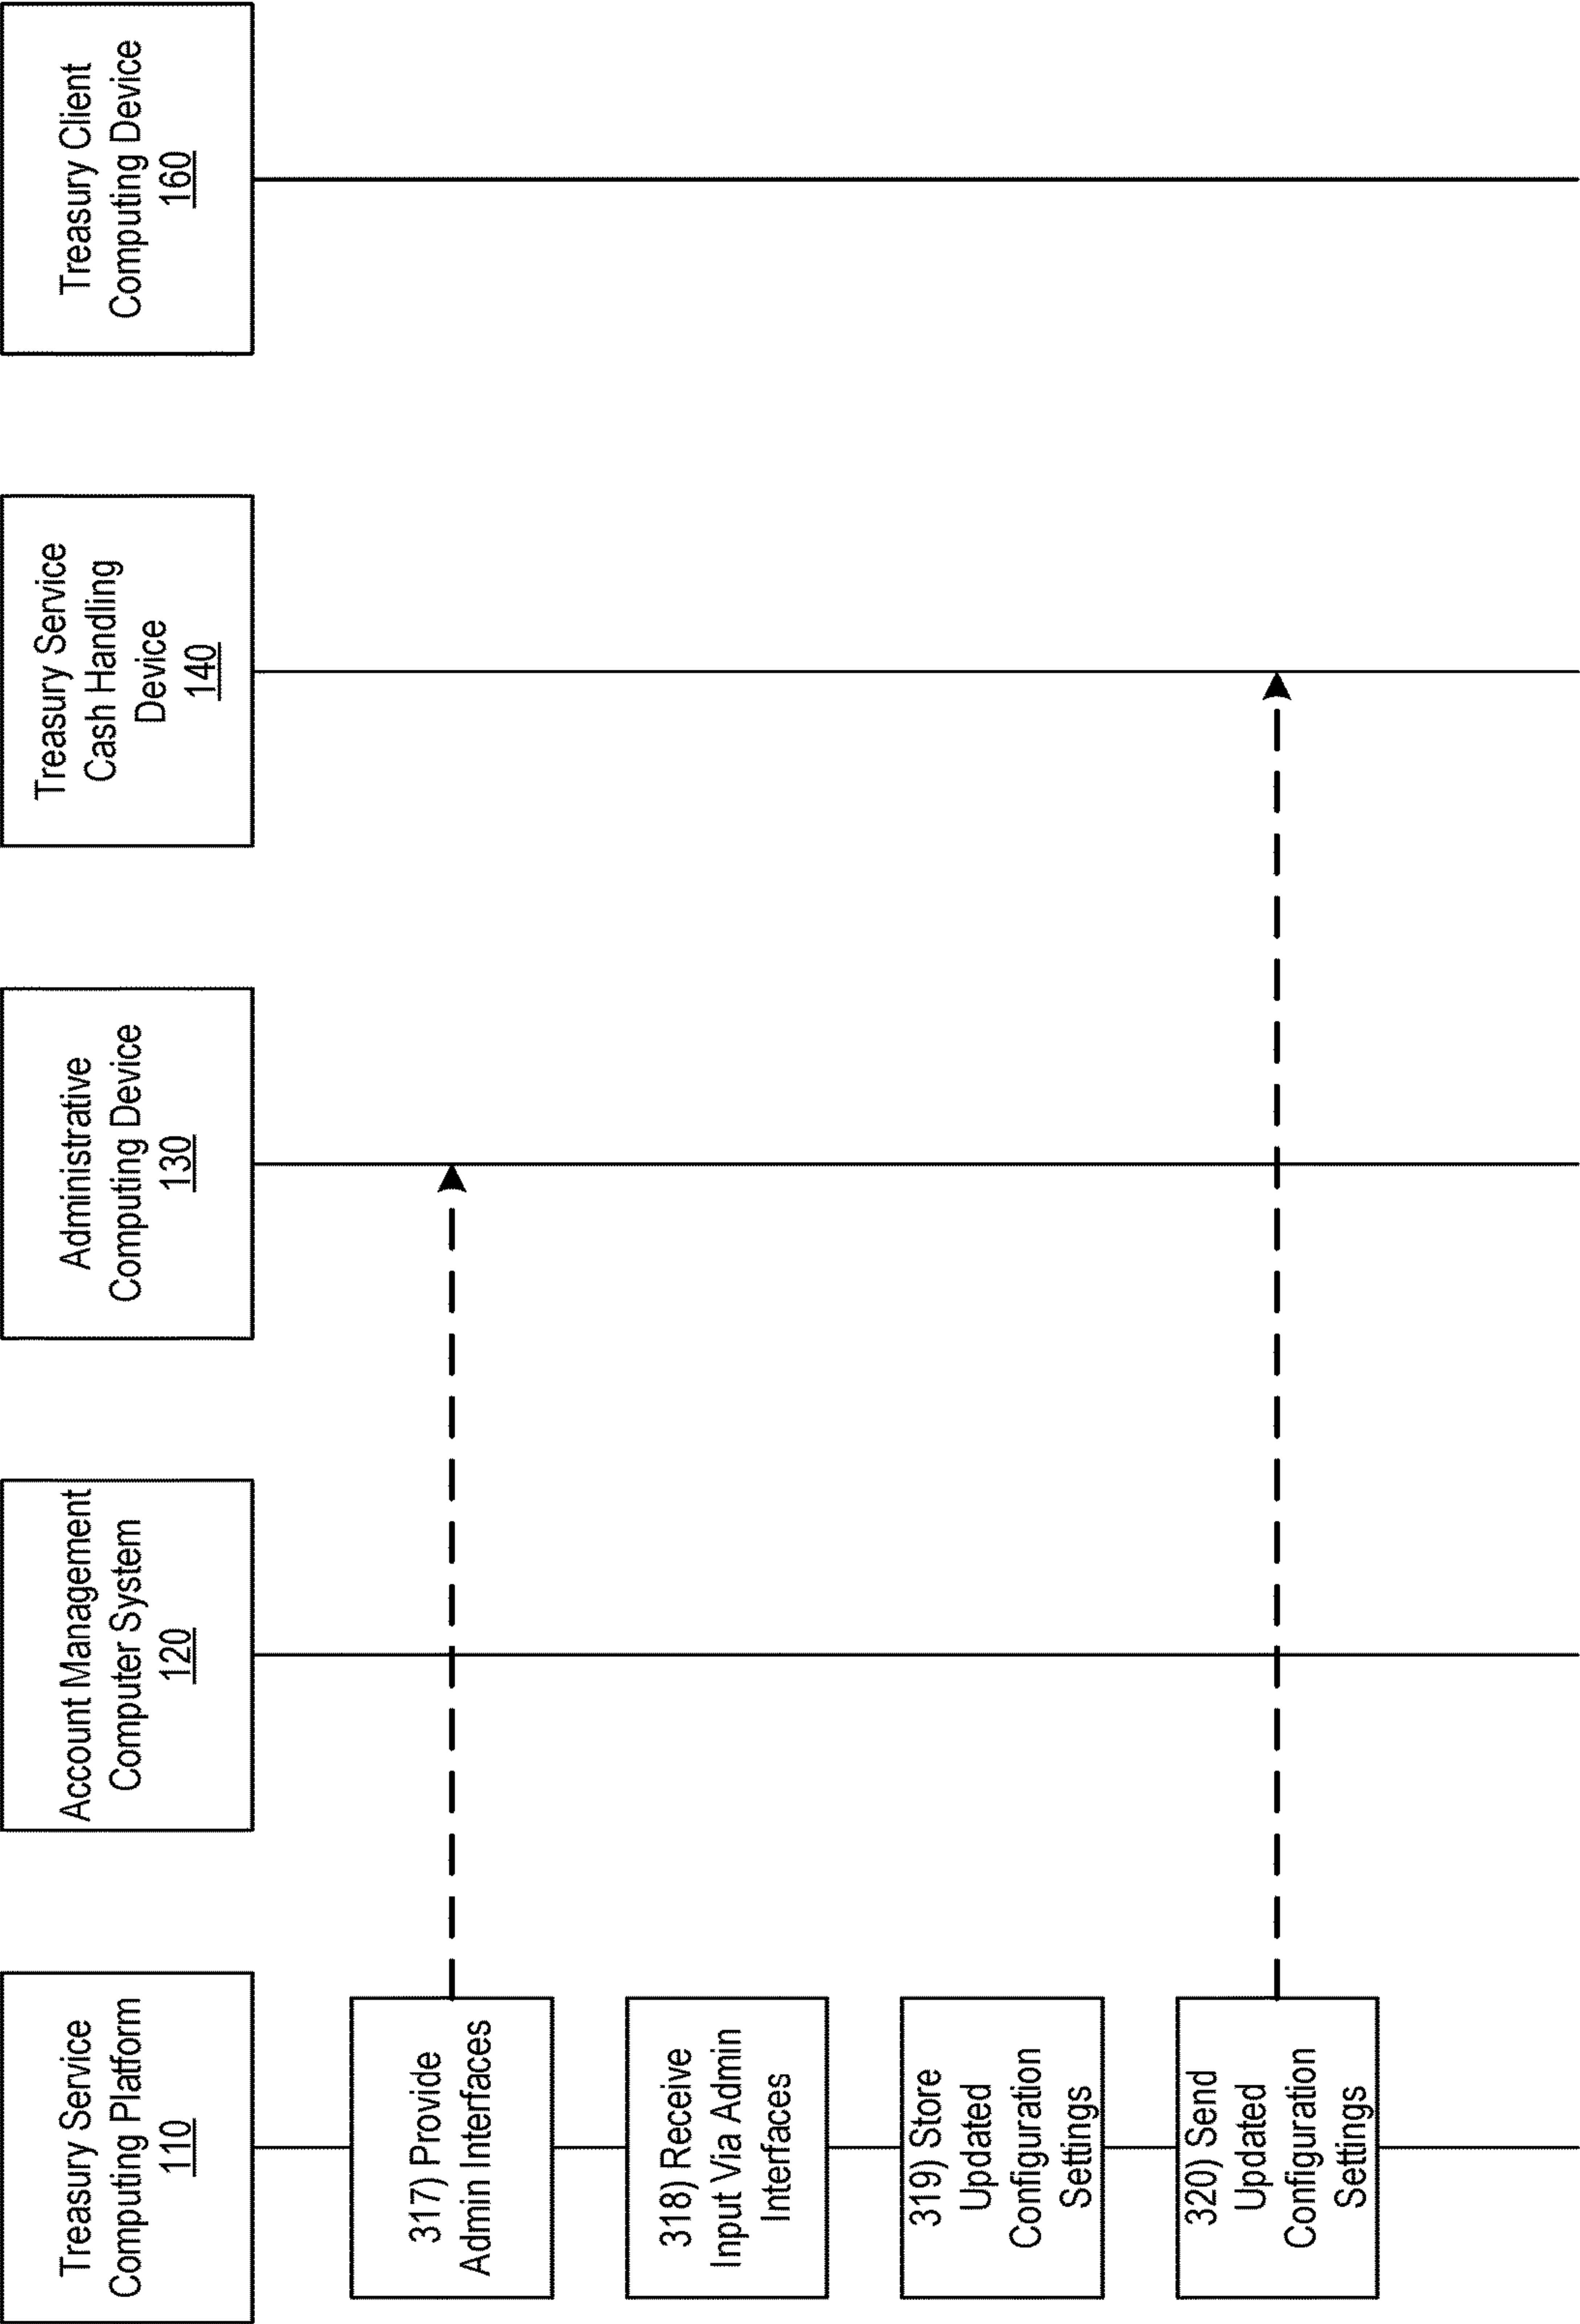 Treasury Service
Computing Platform
110
Account Management
Computer System
120
Administrative
Computing Device
130
Treasury Service
Cash Handling
Device
140
Treasury Client
Computing Device
160
317) Provide
Admin Interfaces
318) Receive
Input Via Admin
Interfaces
319) Store
Updated
Configuration
Settings
320) Send
Updated
Configuration
Settings